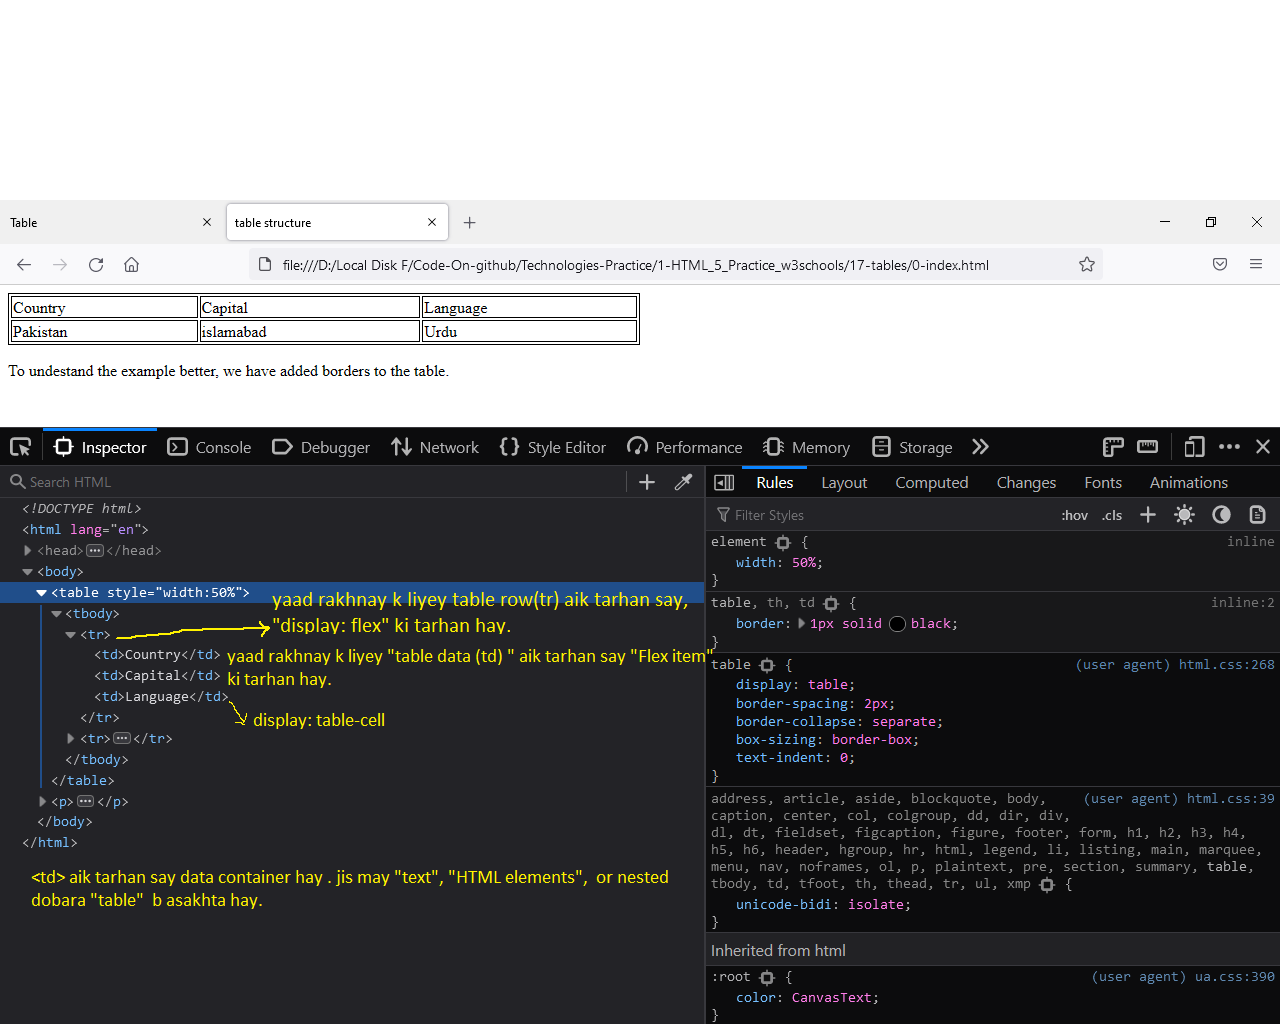 Table
table structure
file:///D:/Local Disk F/Code-On-github/Technologies-Practice/1-HTML_5_Practice_w3schools/17-tables/0-index.html
Country Capital Language
Pakistan islamabad Urdu
To undestand the example better, we have added borders to the table.
Inspector Console Debugger Network Style Editor Performance Memory Storage
Search HTML
<!DOCTYPE html>
<html lang="en">
<head> </head>
<body>
<table style="width:50%">
<tbody>
<tr>
<td>Country</td>
<td>Capital</td>
<td>Language</td>
</tr>
<tr> </tr>
</tbody>
</table>
<p> </p>
</body>
</html>
yaad rakhnay k liyey table row(tr) aik tarhan say,
"display: flex" ki tarhan hay.
yaad rakhnay k liyey "table data (td) " aik tarhan say "Flex item"
ki tarhan hay.
display: table-cell
<td> aik tarhan say data container hay . jis may "text", "HTML elements", or nested
dobara "table" b asakhta hay.
Rules Layout Computed Changes Fonts Animations
Filter Styles :hov .cls
element { inline
width: 50%;
}
table, th, td { inline:2
border: 1px solid black;
}
table { (user agent) html.css:268
display: table;
border-spacing: 2px;
border-collapse: separate;
box-sizing: border-box;
text-indent: 0;
}
address, article, aside, blockquote, body, (user agent) html.css:39
caption, center, col, colgroup, dd, dir, div,
dl, dt, fieldset, figcaption, figure, footer, form, h1, h2, h3, h4,
h5, h6, header, hgroup, hr, html, legend, li, listing, main, marquee,
menu, nav, noframes, ol, p, plaintext, pre, section, summary, table,
tbody, td, tfoot, th, thead, tr, ul, xmp {
unicode-bidi: isolate;
}
Inherited from html
:root { (user agent) ua.css:390
color: CanvasText;
}